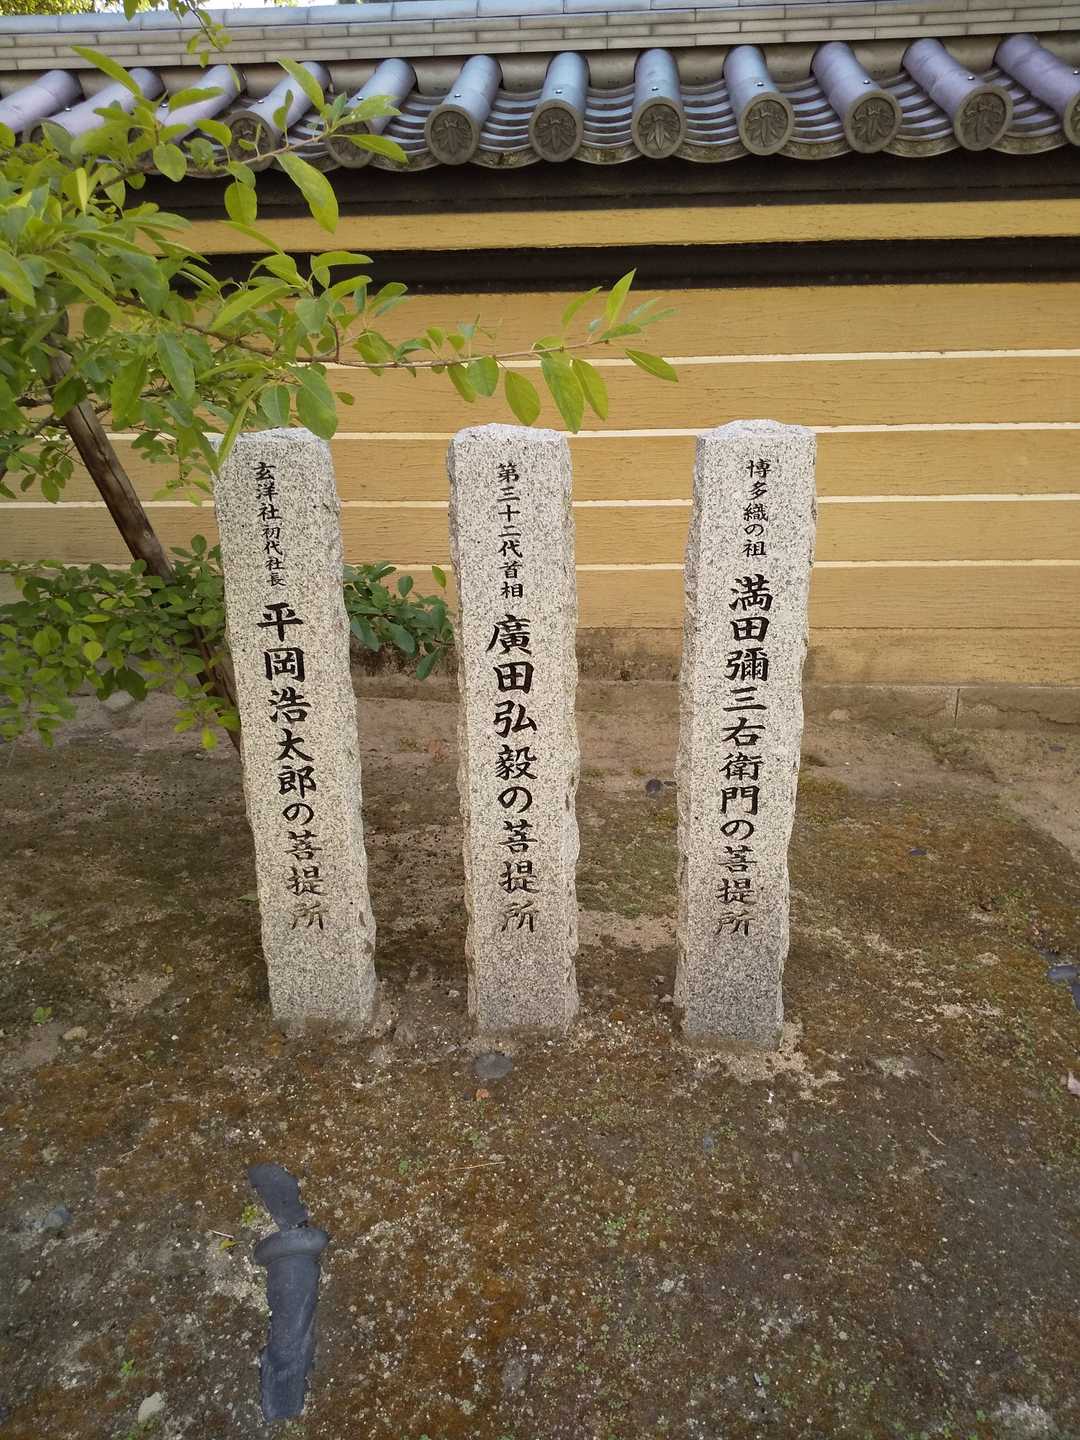 博多織の祖 満田彌三右衛門の菩提所
第三十二代首相 廣田弘毅の菩提所
玄洋社初代社長 平岡浩太郎の菩提所